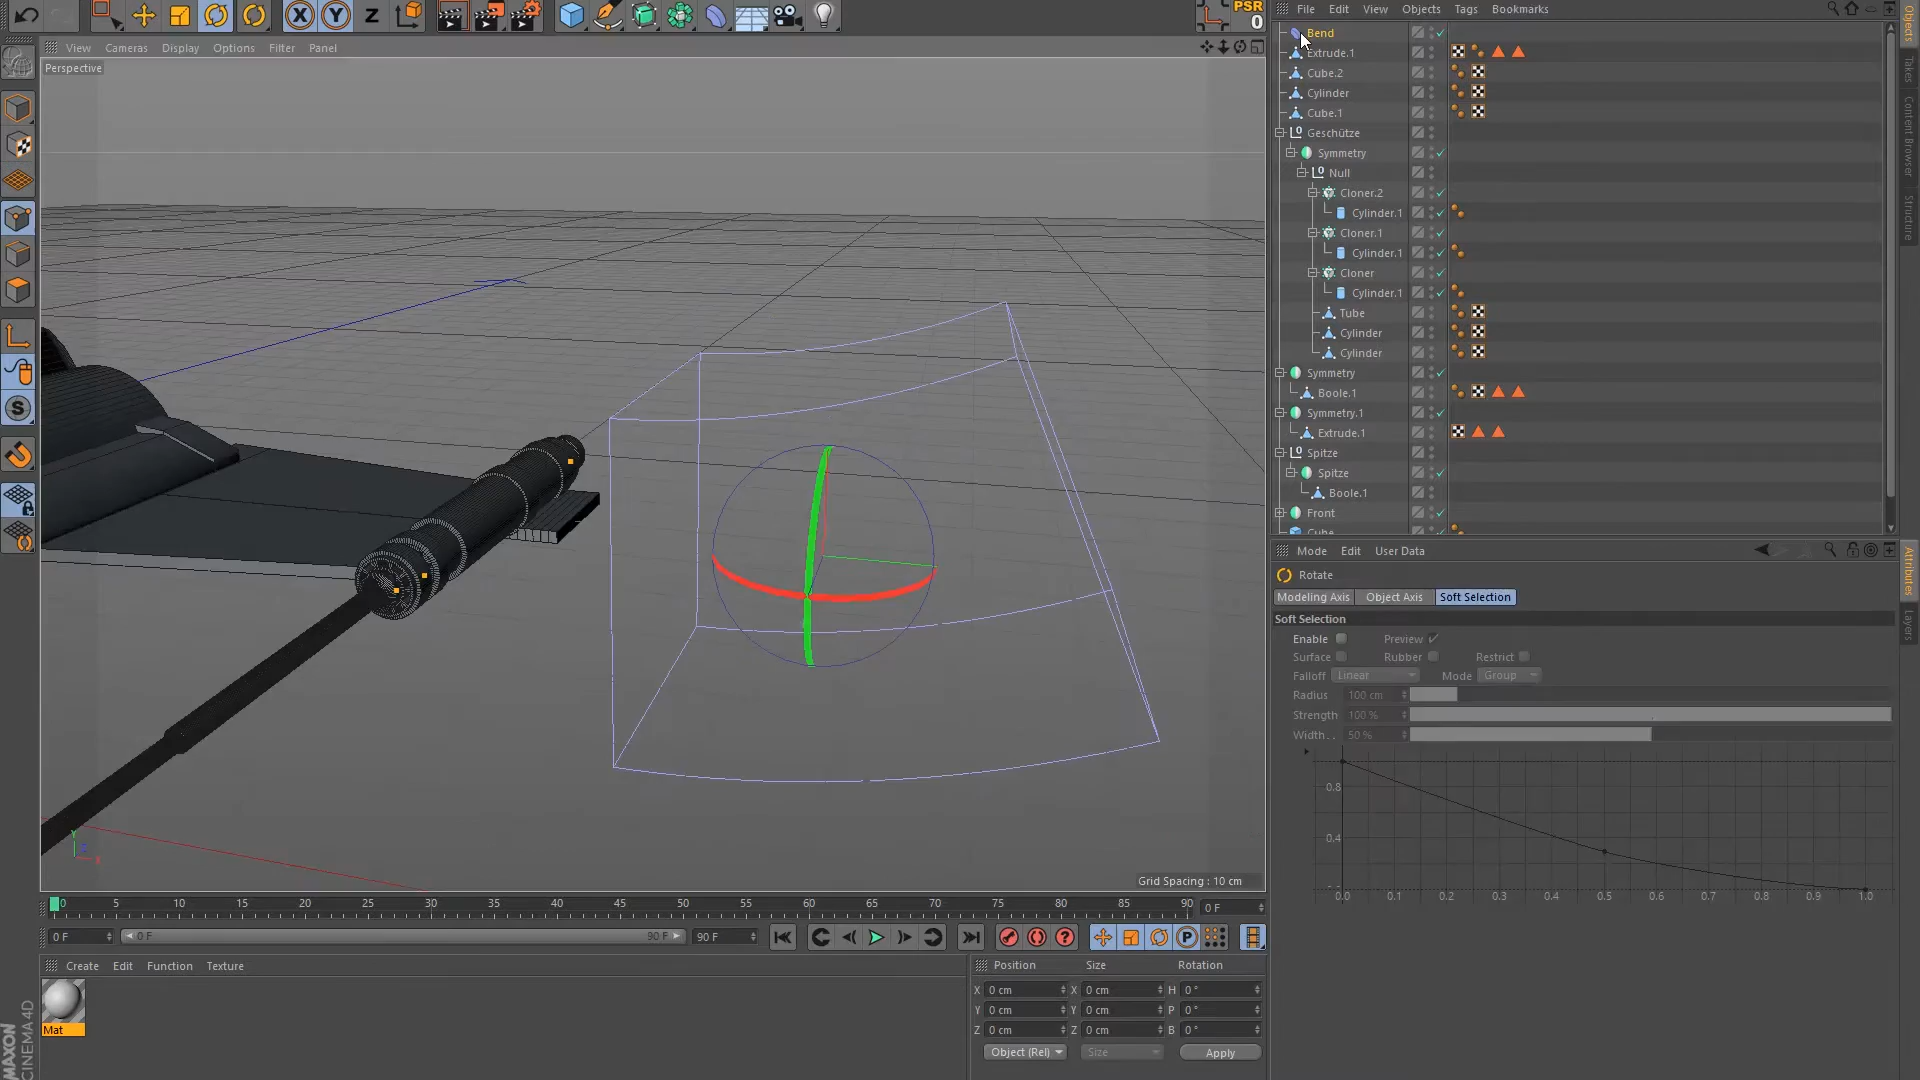 PSR
0
View Cameras Display Options Filter Panel
Perspective
Grid Spacing : 10 cm
0 5 10 15 20 25 30 35 40 45 50 55 60 65 70 75 80 85 90
0 F
0 F
0 F
90 F
90 F
Create Edit Function Texture
Mat
MAXON
CINEMA 4D
Position Size Rotation
X 0 cm X 0 cm H 0 °
Y 0 cm Y 0 cm P 0 °
Z 0 cm Z 0 cm B 0 °
Object (Rel) Size Apply
File Edit View Objects Tags Bookmarks
Bend
Extrude.1
Cube.2
Cylinder
Cube.1
Geschütze
Symmetry
Null
Cloner.2
Cylinder.1
Cloner.1
Cylinder.1
Cloner
Cylinder.1
Tube
Cylinder
Cylinder
Symmetry
Boole.1
Symmetry.1
Extrude.1
Spitze
Spitze
Boole.1
Front
Cube
Mode Edit User Data
Rotate
Modeling Axis Object Axis Soft Selection
Soft Selection
Enable Preview
Surface Rubber Restrict
Falloff Linear Mode Group
Radius 100 cm
Strength 100 %
Width.. 50 %
0.8
0.4
0.0 0.1 0.2 0.3 0.4 0.5 0.6 0.7 0.8 0.9 1.0
Objects
Takes
Content Browser
Structure
Attributes
Layers
X Y Z
S
P